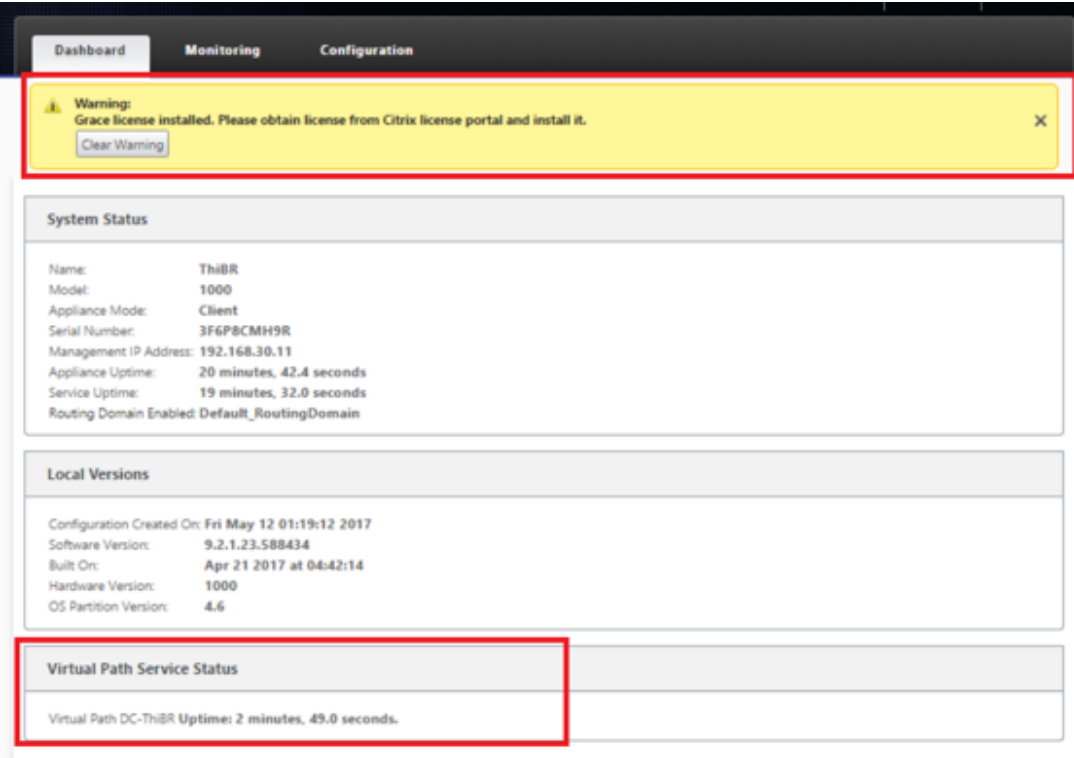 Dashboard Monitoring Configuration
Warning:
Grace license installed. Please obtain license from Citrix license portal and install it.
Clear Warning
System Status
Name: ThiBR
Model: 1000
Appliance Mode: Client
Serial Number: 3F6P8CMH9R
Management IP Address: 192.168.30.11
Appliance Uptime: 20 minutes, 42.4 seconds
Service Uptime: 19 minutes, 32.0 seconds
Routing Domain Enabled: Default_RoutingDomain
Local Versions
Configuration Created On: Fri May 12 01:19:12 2017
Software Version: 9.2.1.23.588434
Built On: Apr 21 2017 at 04:42:14
Hardware Version: 1000
OS Partition Version: 4.6
Virtual Path Service Status
Virtual Path DC-ThiBR Uptime: 2 minutes, 49.0 seconds.